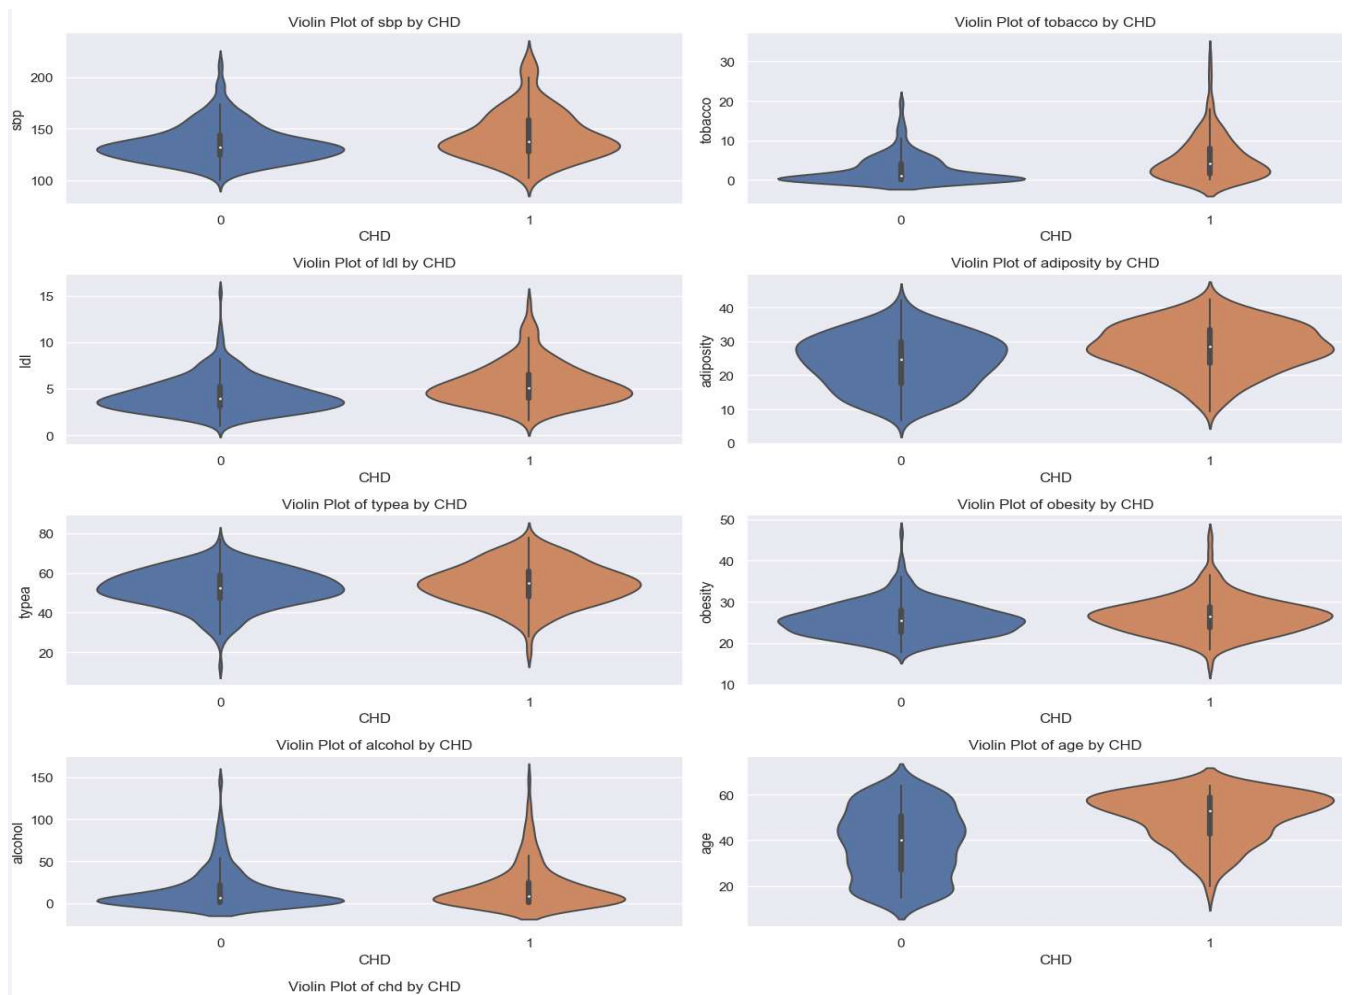 Violin Plot of sbp by CHD
200
150
100
sbp
0
1
CHD
Violin Plot of tobacco by CHD
30
20
10
0
tobacco
0
1
CHD
Violin Plot of ldl by CHD
15
10
5
0
ldl
0
1
CHD
Violin Plot of adiposity by CHD
40
30
20
10
0
adiposity
0
1
CHD
Violin Plot of typea by CHD
80
60
40
20
typea
0
1
CHD
Violin Plot of obesity by CHD
50
40
30
20
10
obesity
0
1
CHD
Violin Plot of alcohol by CHD
150
100
50
0
alcohol
0
1
CHD
Violin Plot of age by CHD
60
40
20
age
0
1
CHD
Violin Plot of chd by CHD